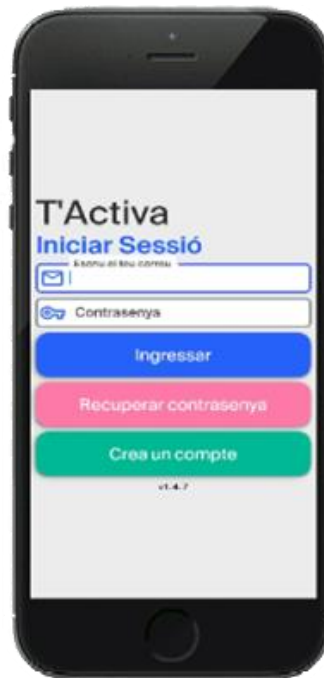 T'Activa
Iniciar Sessió
Escriu el teu correu
Contrasenya
Ingressar
Recuperar contrasenya
Crea un compte
v1.4.7